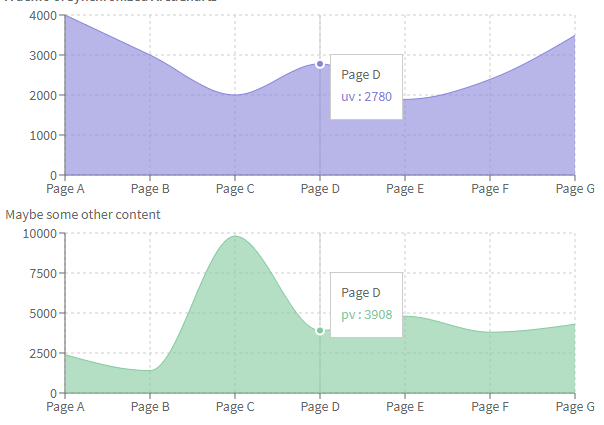 4000
3000
2000
1000
0
Page D
uv : 2780
Page A Page B Page C Page D Page E Page F Page G
Maybe some other content
10000
7500
5000
2500
0
Page D
pv : 3908
Page A Page B Page C Page D Page E Page F Page G